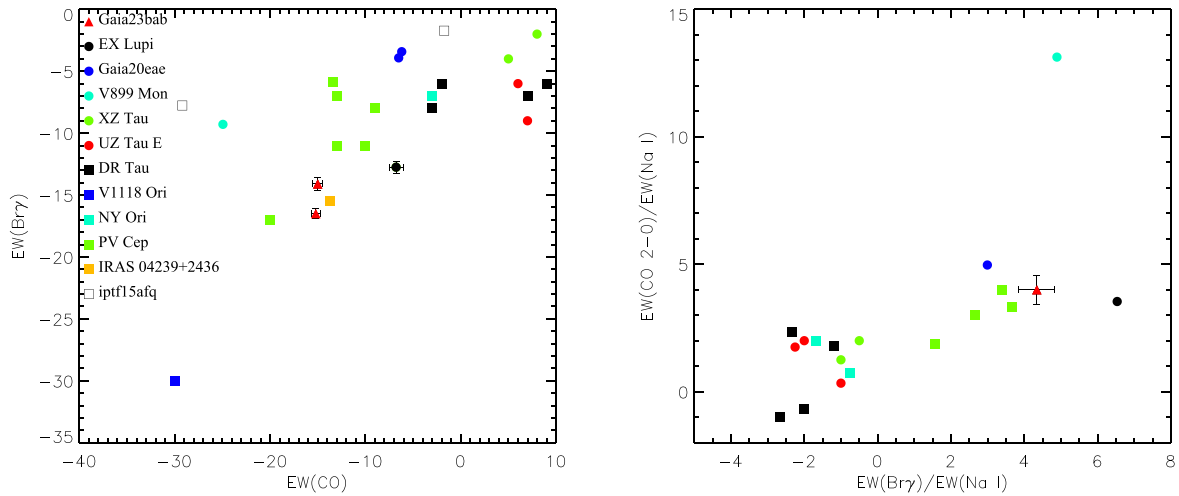 0
−5
−10
−15
−20
−25
−30
−35
EW(Brγ)
Gaia23bab
EX Lupi
Gaia20eae
V899 Mon
XZ Tau
UZ Tau E
DR Tau
V1118 Ori
NY Ori
PV Cep
IRAS 04239+2436
iptf15afq
−40 −30 −20 −10 0 10
EW(CO)
15
10
5
0
EW(CO 2−0)/EW(Na I)
−4 −2 0 2 4 6 8
EW(Brγ)/EW(Na I)